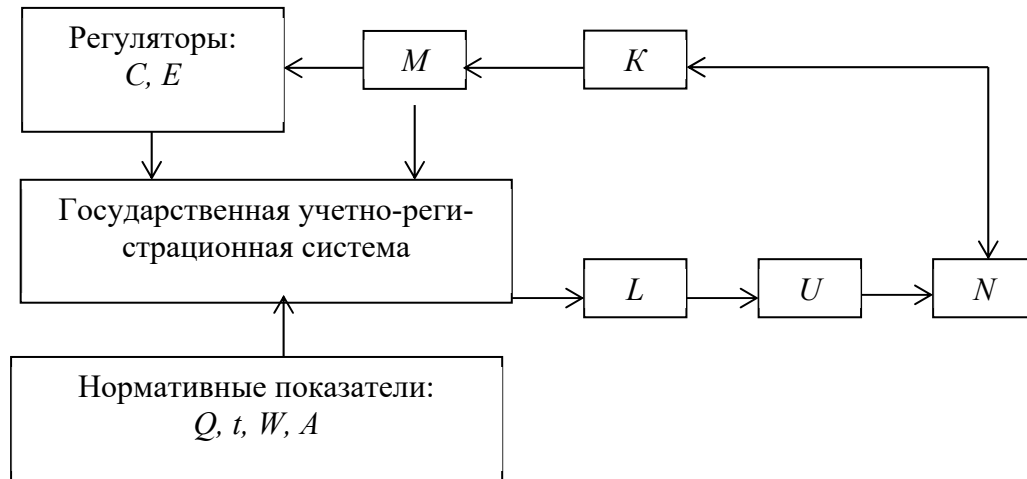 Регуляторы:
C, E
M
K
Государственная учетно-реги-
страционная система
L
U
N
Нормативные показатели:
Q, t, W, A